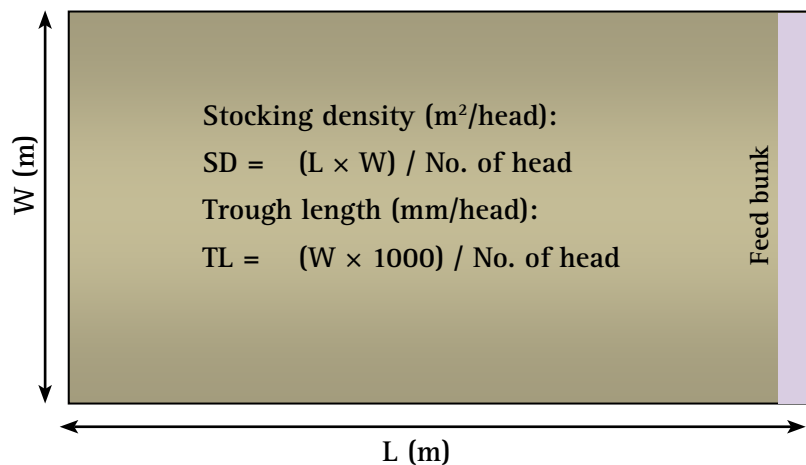 Stocking density (m²/head):
SD = (L × W) / No. of head
Trough length (mm/head):
TL = (W × 1000) / No. of head
W (m)
Feed bunk
L (m)